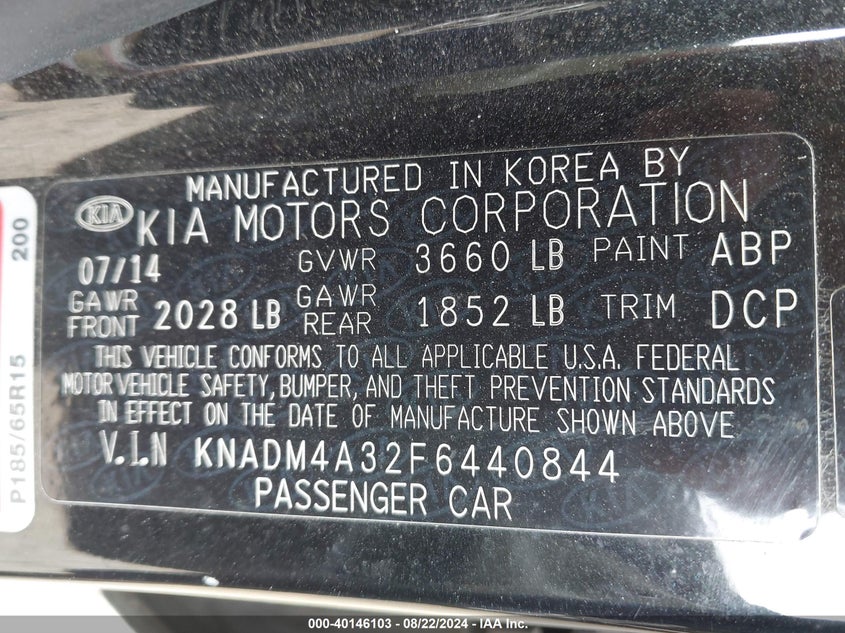 MANUFACTURED IN KOREA BY
KIA KIA MOTORS CORPORATION
07/14 GVWR 3660 LB PAINT ABP
GAWR FRONT 2028 LB GAWR REAR 1852 LB TRIM DCP
THIS VEHICLE CONFORMS TO ALL APPLICABLE U.S.A. FEDERAL
MOTOR VEHICLE SAFETY, BUMPER, AND THEFT PREVENTION STANDARDS
IN EFFECT ON THE DATE OF MANUFACTURE SHOWN ABOVE
V.I.N KNADM4A32F6440844
PASSENGER CAR
P185/65R15 200
000-40146103 - 08/22/2024 - IAA Inc.